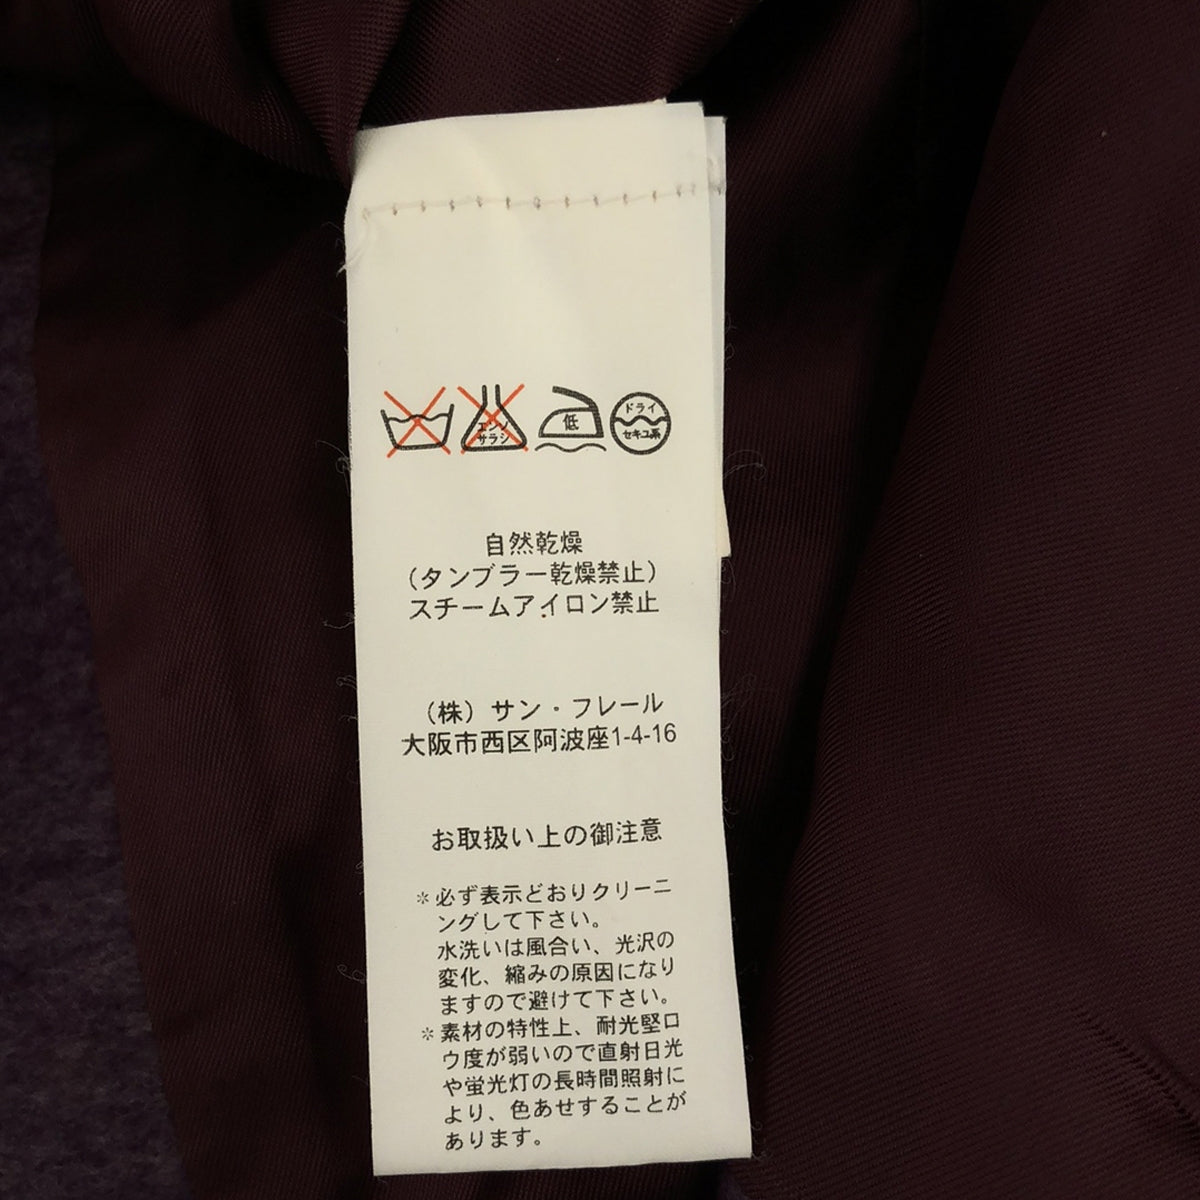 エンソ
サラシ
低
ドライ
セキユ系
自然乾燥
（タンブラー乾燥禁止）
スチームアイロン禁止
（株）サン・フレール
大阪市西区阿波座1-4-16
お取扱い上の御注意
＊必ず表示どおりクリーニ
ングして下さい。
水洗いは風合い、光沢の
変化、縮みの原因になり
ますので避けて下さい。
＊素材の特性上、耐光堅ロ
ウ度が弱いので直射日光
や蛍光灯の長時間照射に
より、色あせすることが
あります。